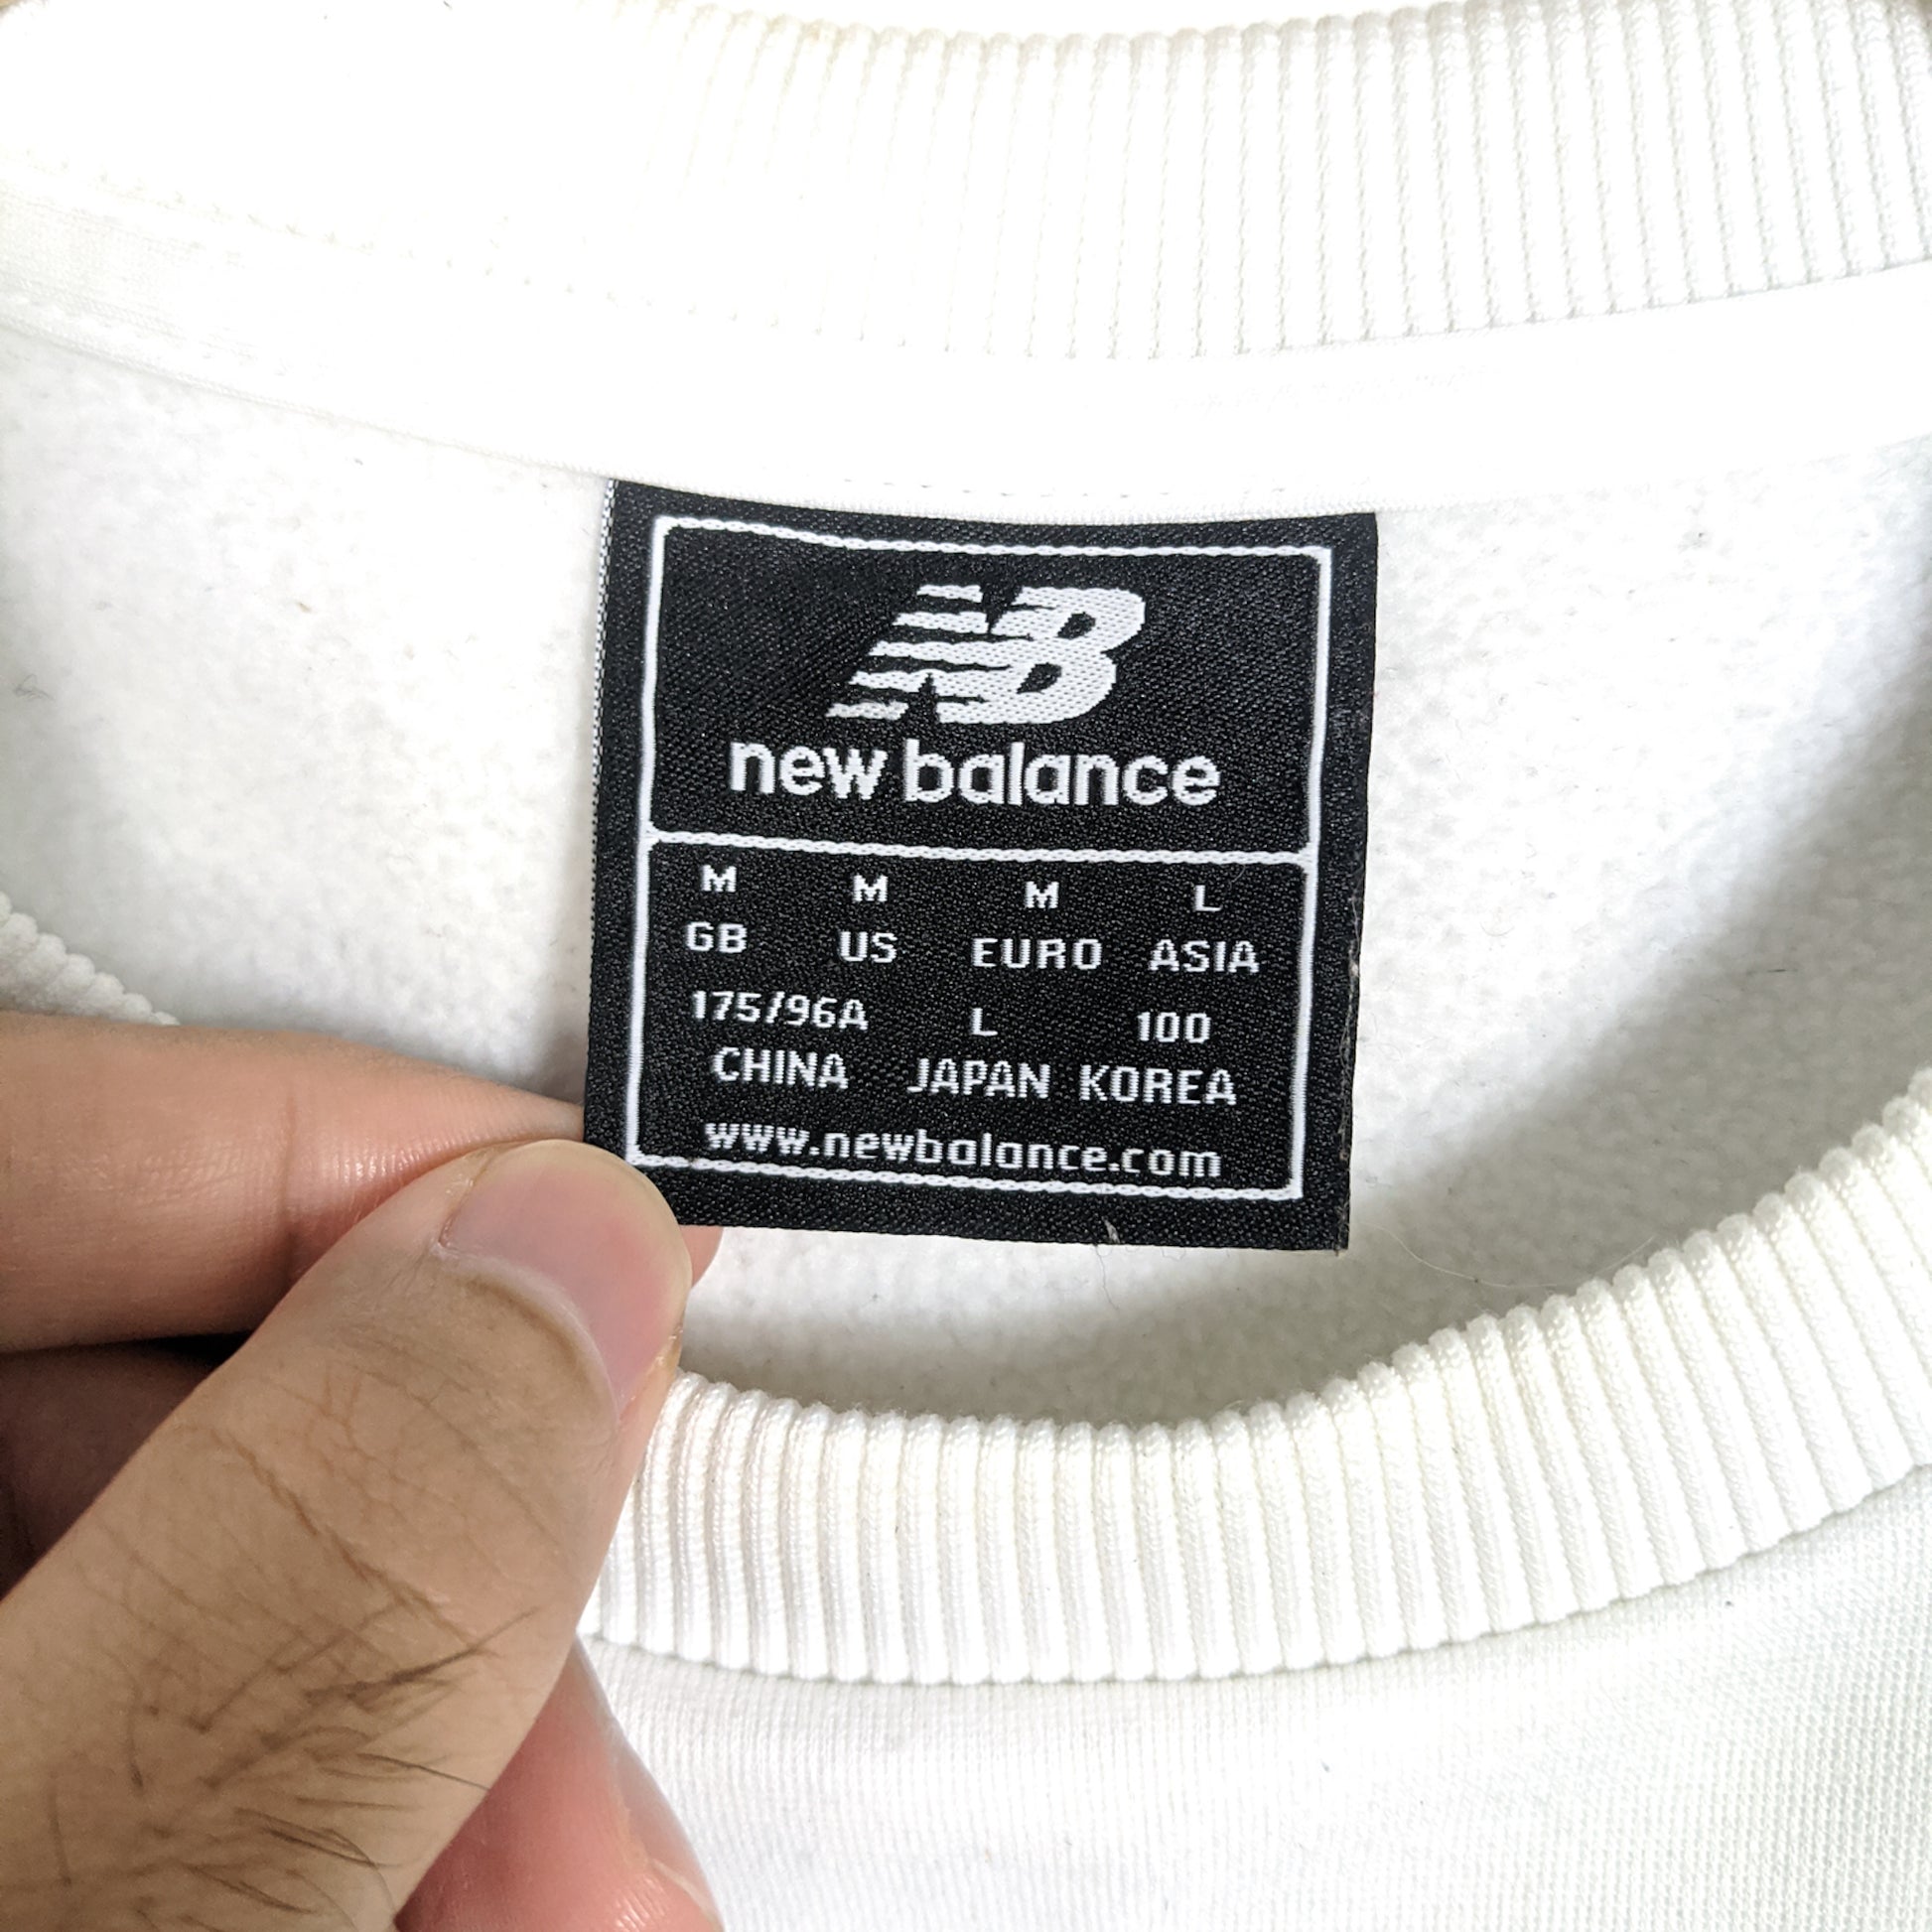 NB
new balance
M M M L
GB US EURO ASIA
175/96A L 100
CHINA JAPAN KOREA
www.newbalance.com